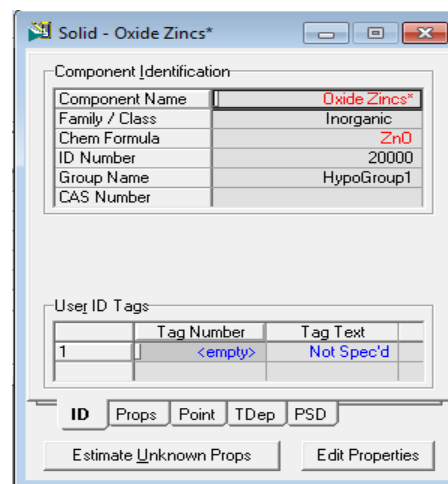 Solid - Oxide Zincs*
Component Identification
Component Name Oxide Zincs*
Family / Class Inorganic
Chem Formula ZnO
ID Number 20000
Group Name HypoGroup1
CAS Number
User ID Tags
Tag Number Tag Text
1 <empty> Not Spec'd
ID Props Point TDep PSD
Estimate Unknown Props Edit Properties